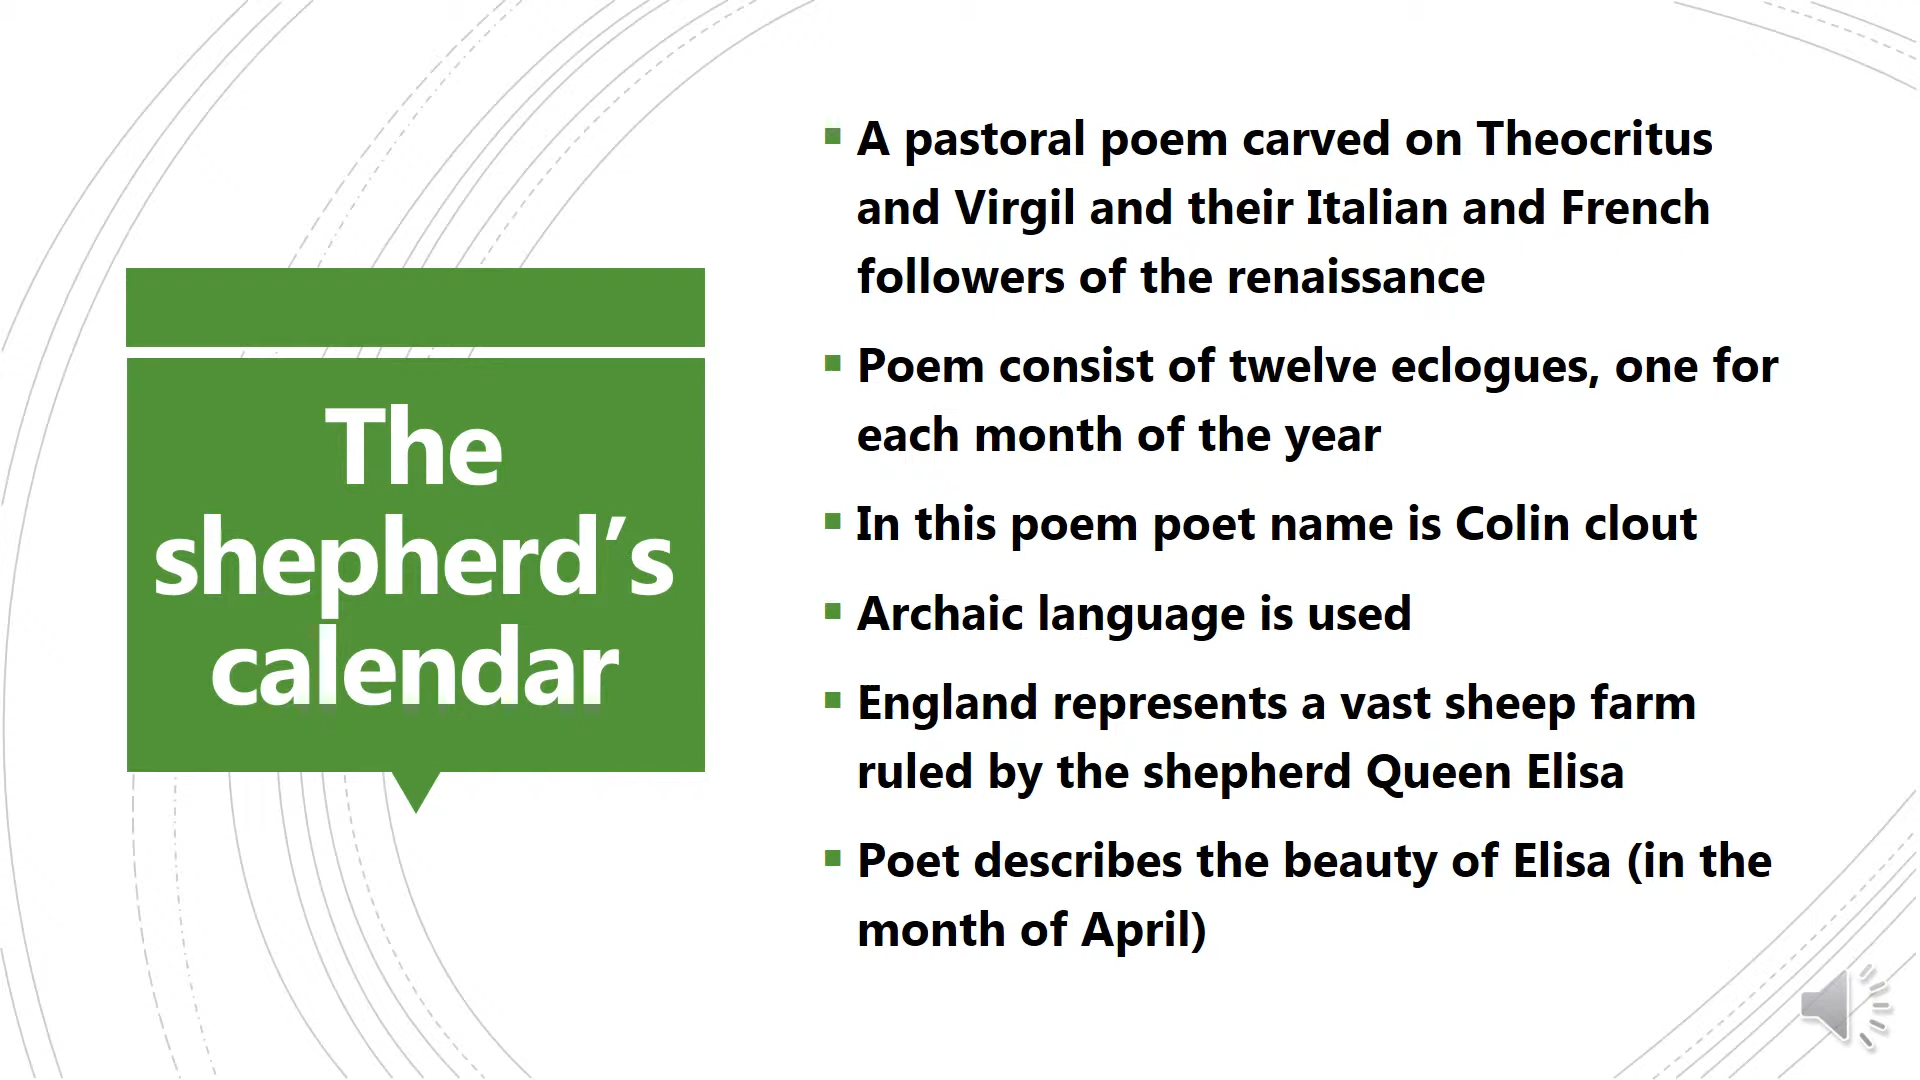 The
shepherd’s
calendar
A pastoral poem carved on Theocritus
and Virgil and their Italian and French
followers of the renaissance
Poem consist of twelve eclogues, one for
each month of the year
In this poem poet name is Colin clout
Archaic language is used
England represents a vast sheep farm
ruled by the shepherd Queen Elisa
Poet describes the beauty of Elisa (in the
month of April)